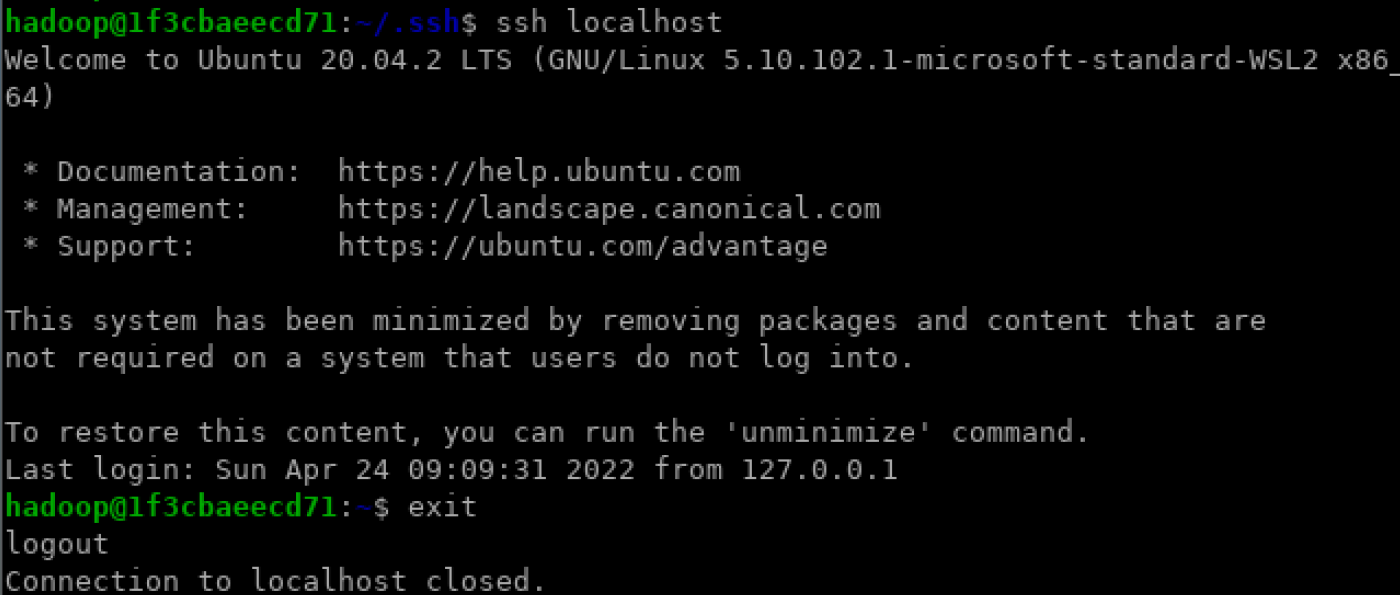 hadoop@1f3cbaeecd71:~/.ssh$ ssh localhost
Welcome to Ubuntu 20.04.2 LTS (GNU/Linux 5.10.102.1-microsoft-standard-WSL2 x86_
64)
 * Documentation:  https://help.ubuntu.com
 * Management:     https://landscape.canonical.com
 * Support:        https://ubuntu.com/advantage
This system has been minimized by removing packages and content that are
not required on a system that users do not log into.
To restore this content, you can run the 'unminimize' command.
Last login: Sun Apr 24 09:09:31 2022 from 127.0.0.1
hadoop@1f3cbaeecd71:~$ exit
logout
Connection to localhost closed.